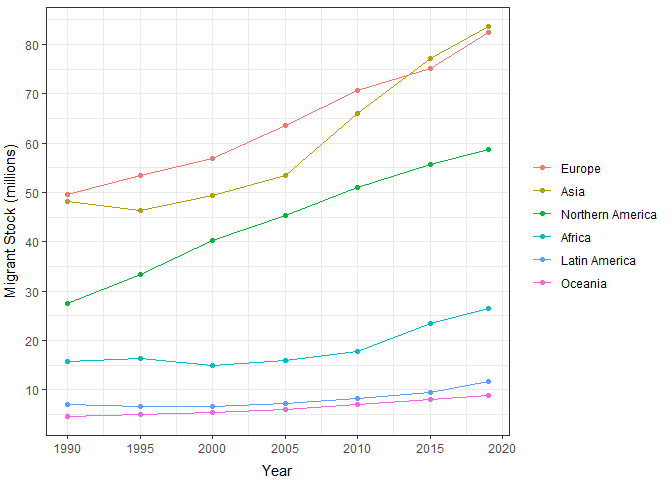 Migrant Stock (millions)
80
70
60
50
40
30
20
10
1990 1995 2000 2005 2010 2015 2020
Year
Europe
Asia
Northern America
Africa
Latin America
Oceania